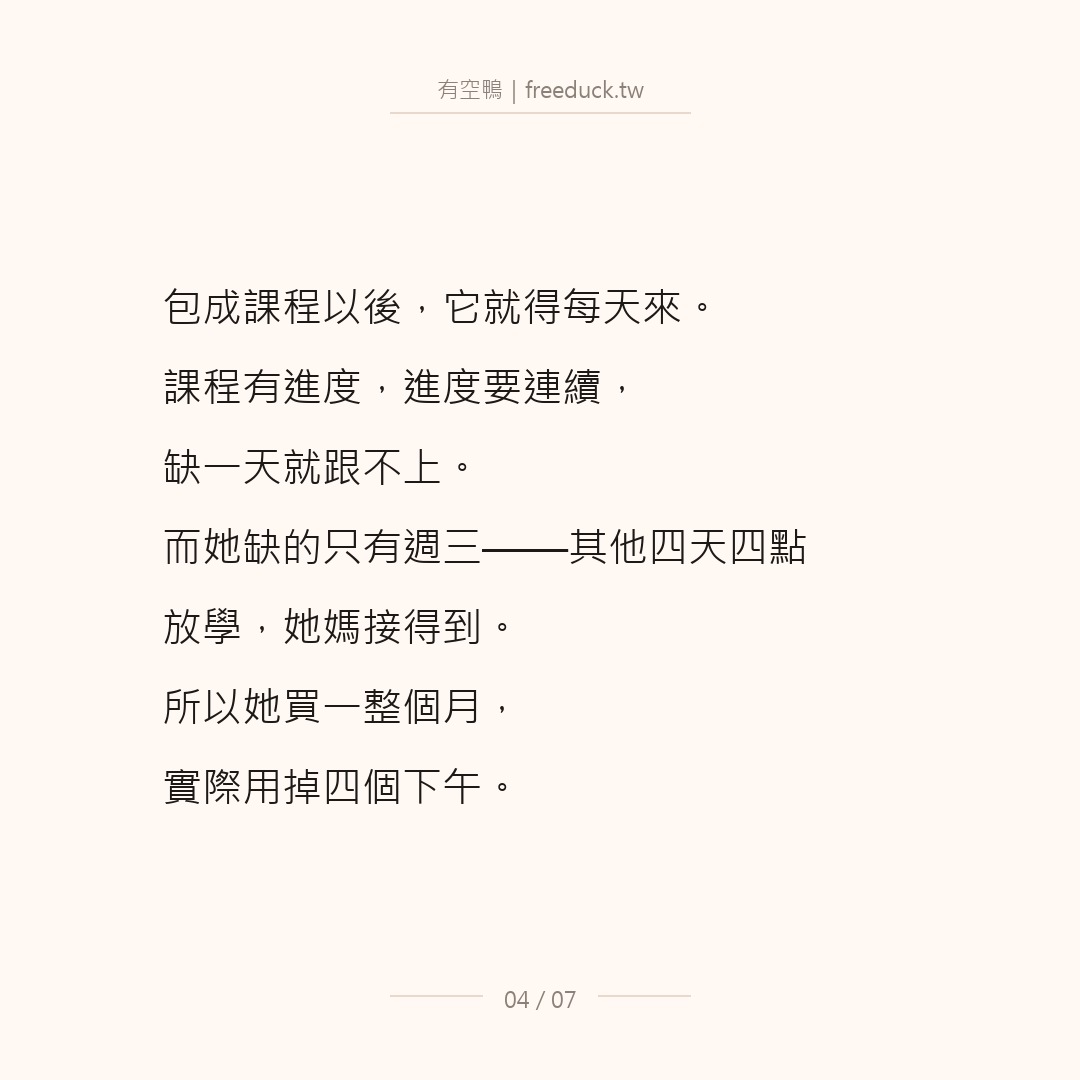 有空鴨 | freeduck.tw
包成課程以後，它就得每天來。
課程有進度，進度要連續，
缺一天就跟不上。
而她缺的只有週三——其他四天四點
放學，她媽接得到。
所以她買一整個月，
實際用掉四個下午。
04 / 07